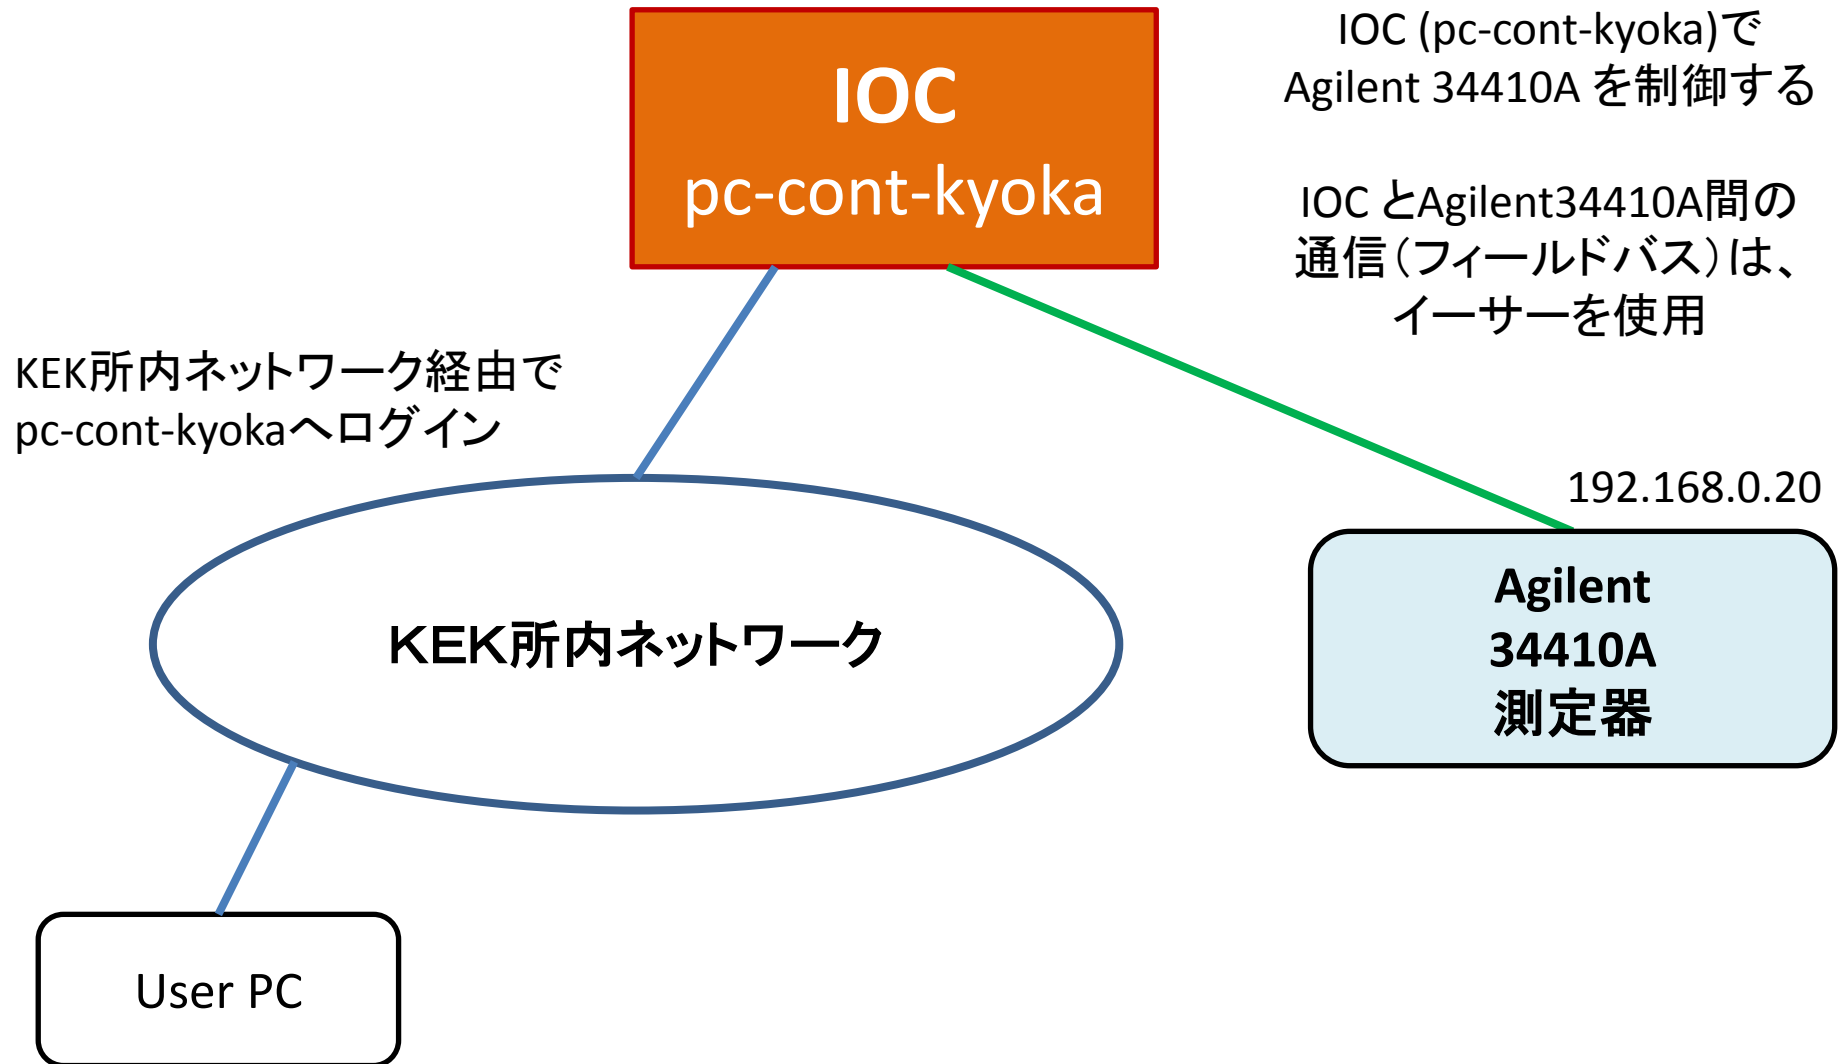 IOC
pc-cont-kyoka
IOC (pc-cont-kyoka)で
Agilent 34410A を制御する
IOC とAgilent34410A間の
通信（フィールドバス）は、
イーサーを使用
KEK所内ネットワーク経由で
pc-cont-kyokaへログイン
192.168.0.20
Agilent
34410A
測定器
ＫＥＫ所内ネットワーク
User PC